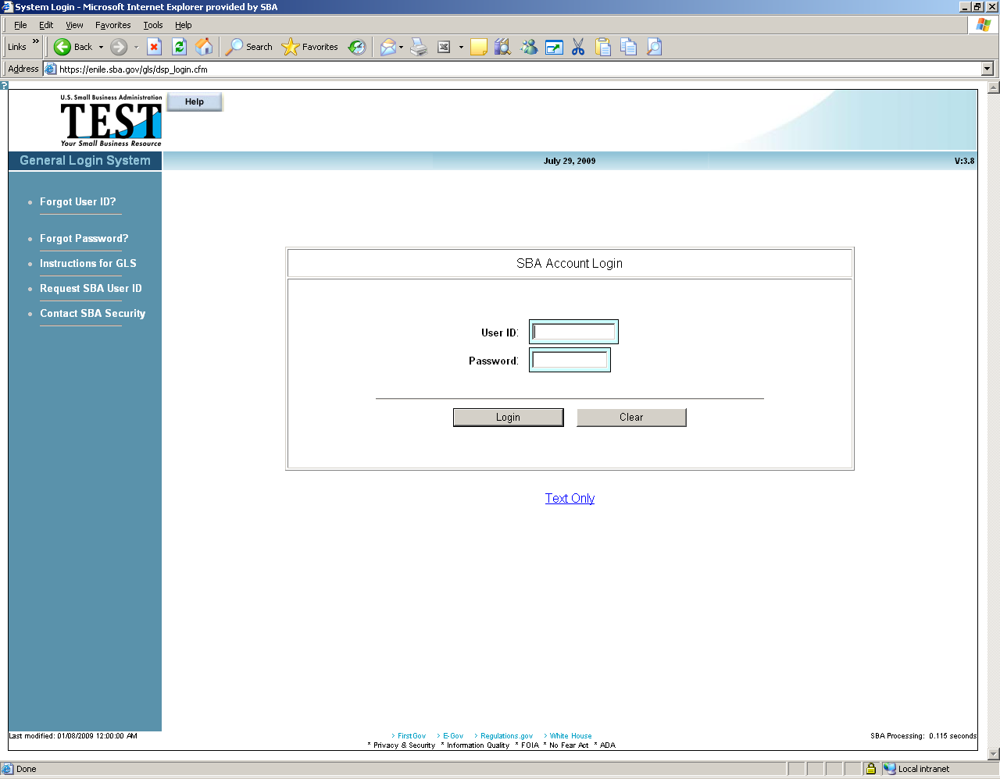 System Login - Microsoft Internet Explorer provided by SBA
File Edit View Favorites Tools Help
Links » Back Search Favorites
Address https://enile.sba.gov/gls/dsp_login.cfm
?
U.S. Small Business Administration
TEST
Your Small Business Resource
Help
General Login System
July 29, 2009
V:3.8
Forgot User ID?
Forgot Password?
Instructions for GLS
Request SBA User ID
Contact SBA Security
SBA Account Login
User ID:
Password:
Login Clear
Text Only
Last modified: 01/08/2009 12:00:00 AM
> FirstGov > E-Gov > Regulations.gov > White House
* Privacy & Security * Information Quality * FOIA * No Fear Act * ADA
SBA Processing: 0.115 seconds
Done
Local intranet